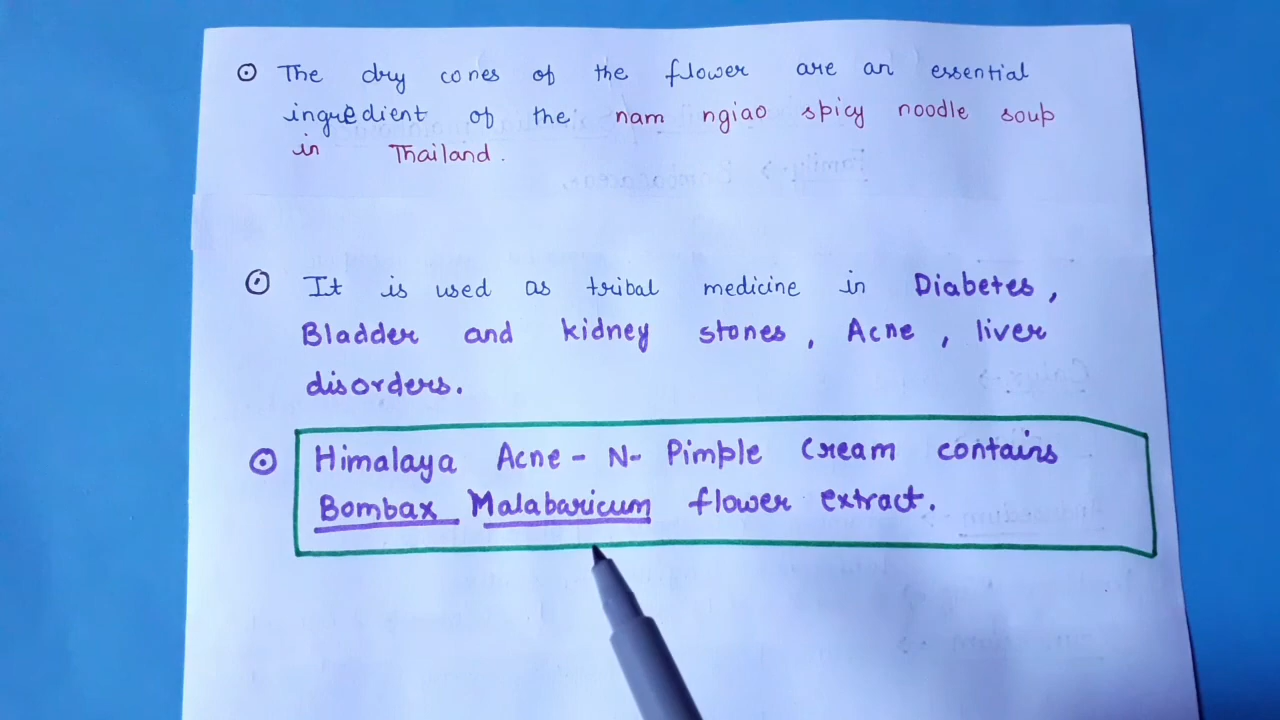 The dry cones of the flower are an essential
ingredient of the nam ngiao spicy noodle soup
in Thailand.
It is used as tribal medicine in Diabetes,
Bladder and kidney stones, Acne, liver
disorders.
Himalaya Acne-N-Pimple Cream contains
Bombax Malabaricum flower extract.